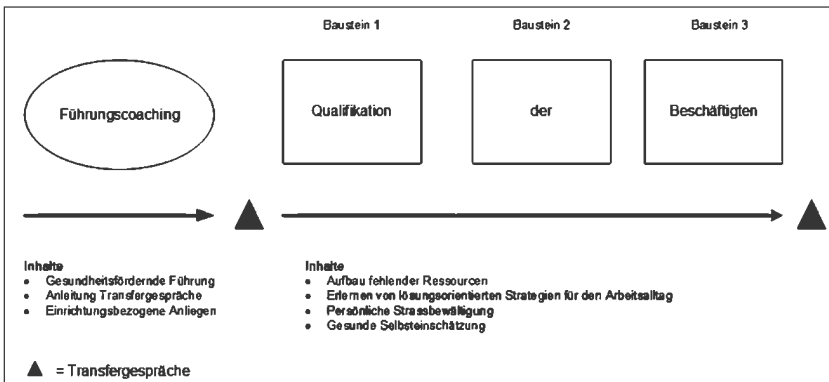 Baustein 1
Baustein 2
Baustein 3
Führungscoaching
Qualifikation
der
Beschäftigten
Inhalte
• Gesundheitsfördernde Führung
• Anleitung Transfergespräche
• Einrichtungsbezogene Anliegen
Inhalte
• Aufbau fehlender Ressourcen
• Erlernen von lösungsorientierten Strategien für den Arbeitsalltag
• Persönliche Strassbewältigung
• Gesunde Selbsteinschätzung
= Transfergespräche